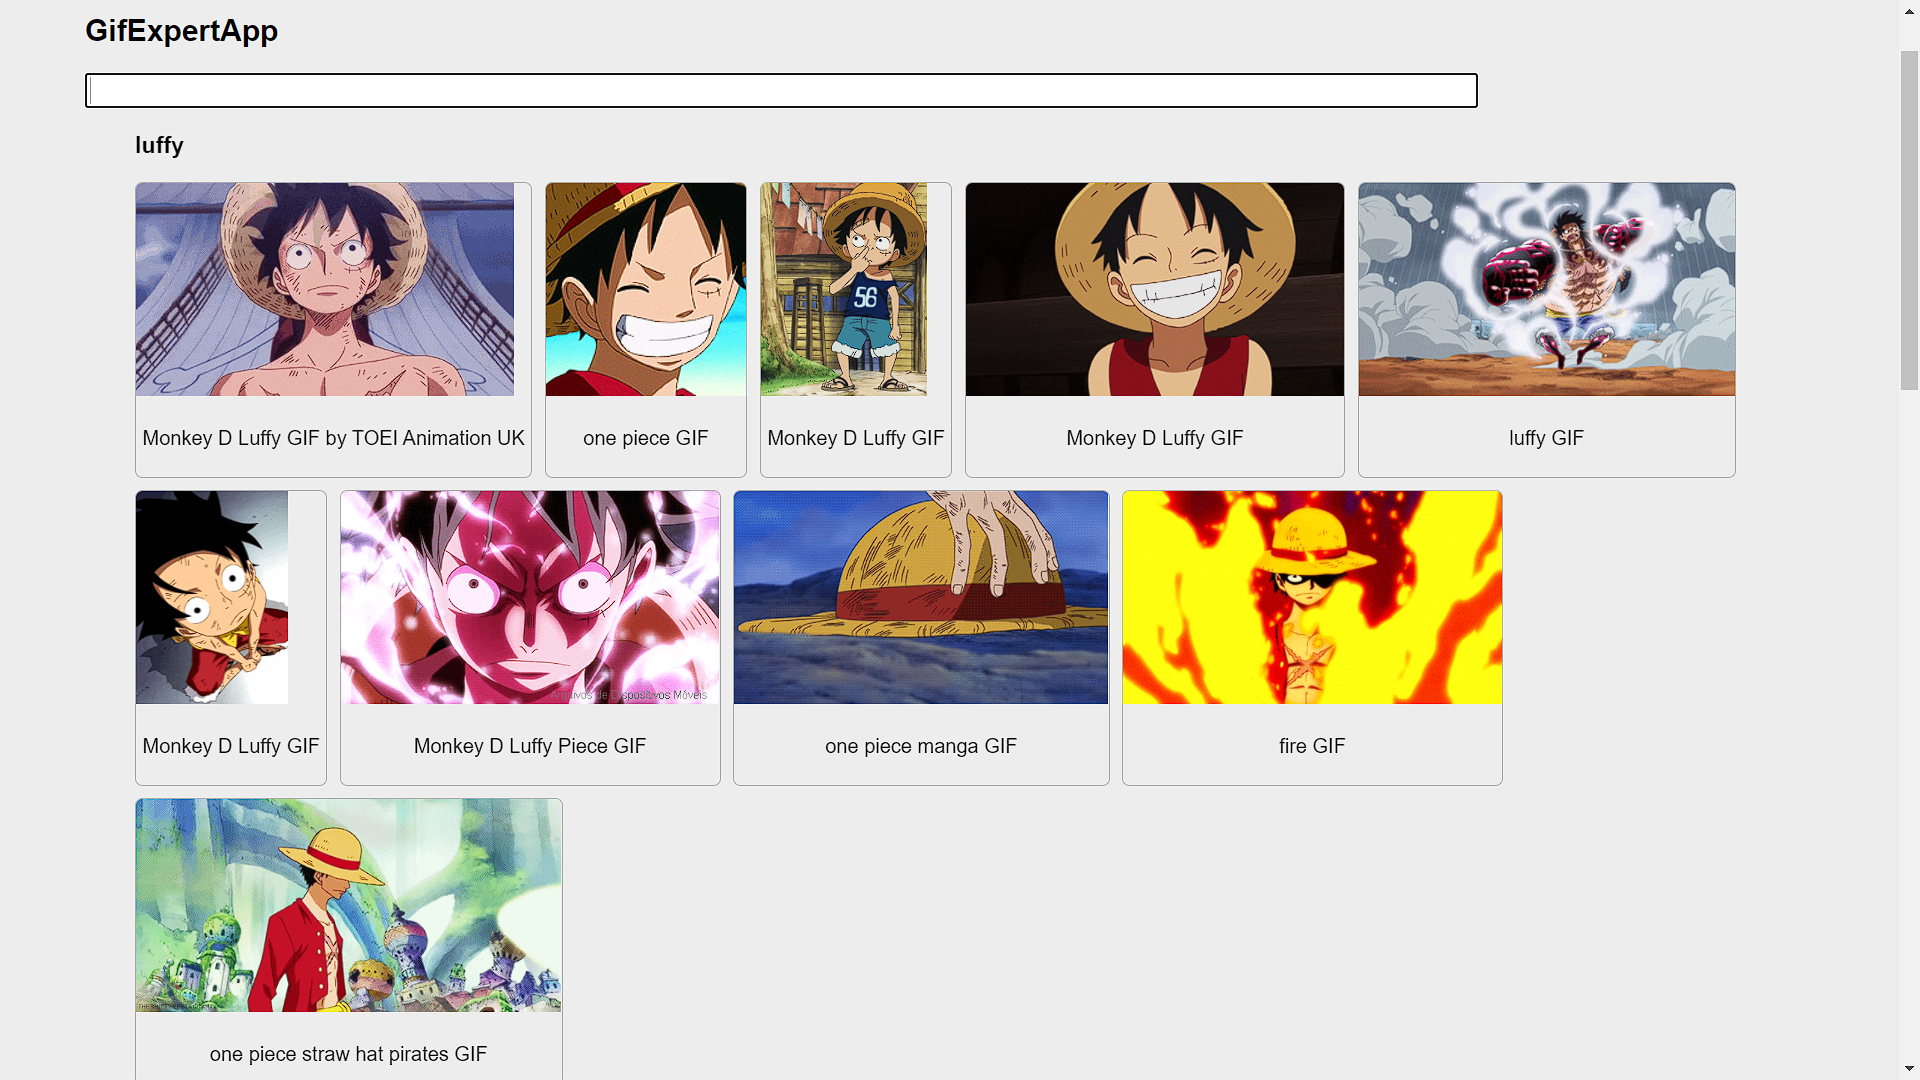 GifExpertApp
luffy
56
Monkey D Luffy GIF by TOEI Animation UK
one piece GIF
Monkey D Luffy GIF
Monkey D Luffy GIF
luffy GIF
Arquivos de Dispositivos Móveis
Monkey D Luffy GIF
Monkey D Luffy Piece GIF
one piece manga GIF
fire GIF
one piece straw hat pirates GIF